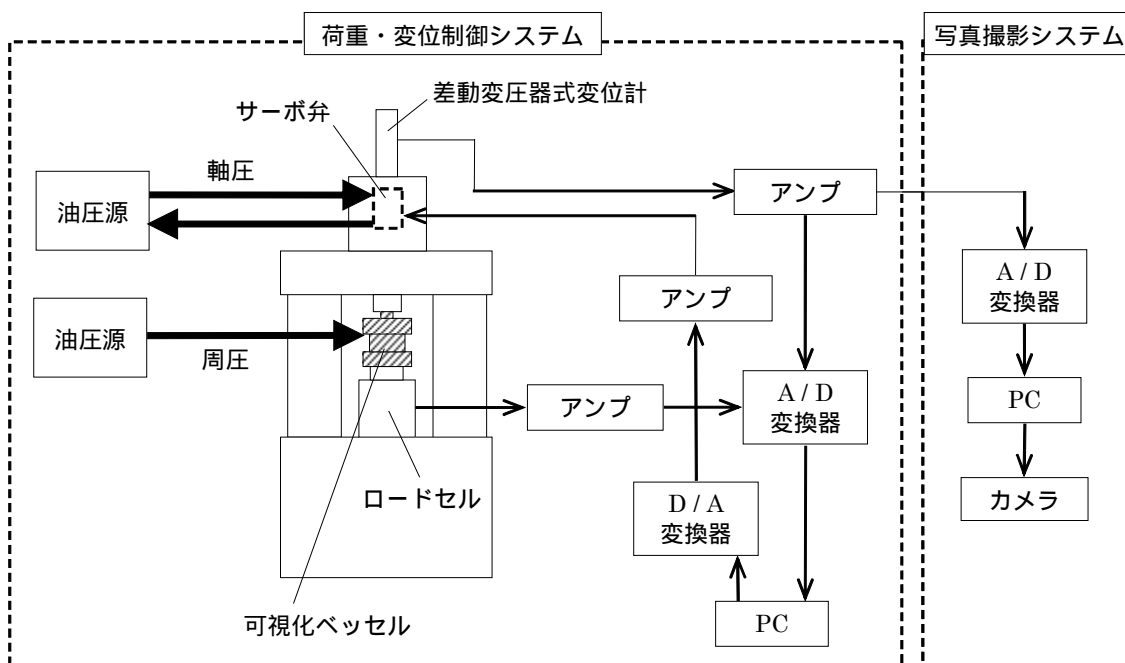 荷重・変位制御システム
写真撮影システム
差動変圧器式変位計
サーボ弁
軸圧
油圧源
アンプ
アンプ
A / D
変換器
油圧源
周圧
アンプ
A / D
変換器
PC
ロードセル
D / A
変換器
カメラ
可視化ベッセル
PC